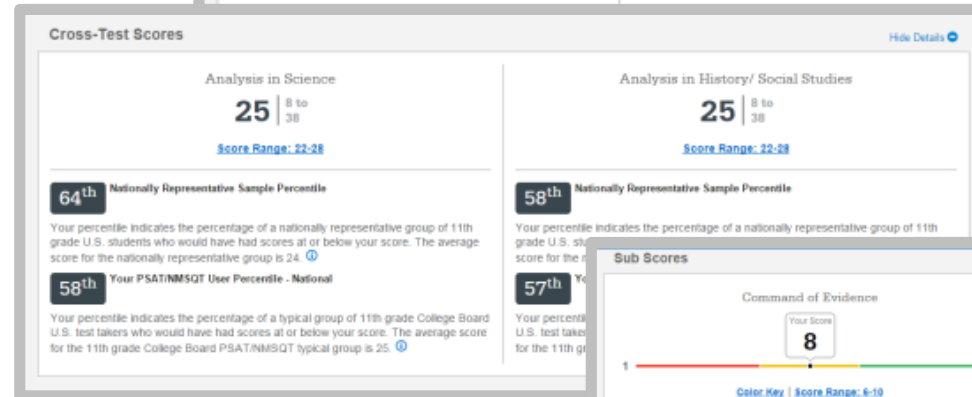 Cross-Test Scores
Hide Details
Analysis in Science
25 8 to 38
Score Range: 22-28
64th Nationally Representative Sample Percentile
Your percentile indicates the percentage of a nationally representative group of 11th
grade U.S. students who would have had scores at or below your score. The average
score for the nationally representative group is 24.
58th Your PSAT/NMSQT User Percentile - National
Your percentile indicates the percentage of a typical group of 11th grade College Board
U.S. test takers who would have had scores at or below your score. The average score
for the 11th grade College Board PSAT/NMSQT typical group is 25.
Analysis in History/ Social Studies
25 8 to 38
Score Range: 22-28
58th Nationally Representative Sample Percentile
Your percentile indicates the percentage of a nationally representative group of 11th
grade U.S.
score for the
57th
Your
U.S. test
for the 11th
Sub Scores
Command of Evidence
Your Score
8
1
Color Key | Score Range: 6-10